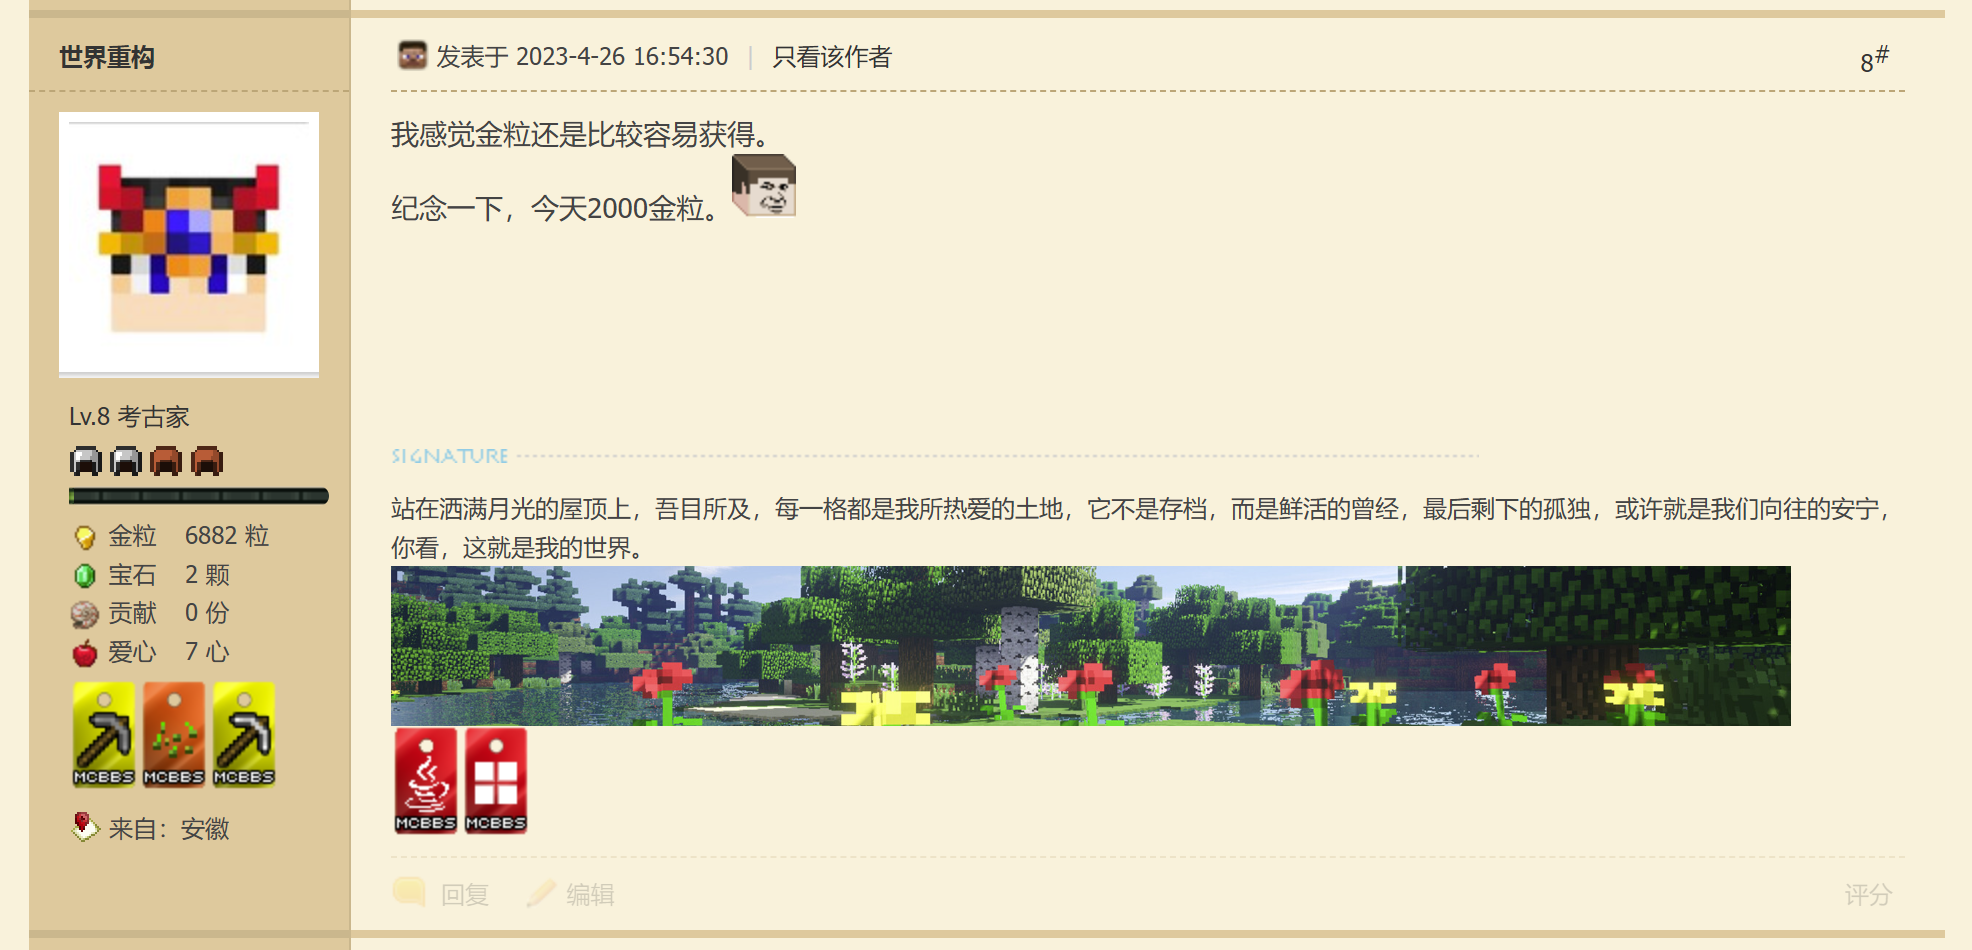 世界重构
发表于 2023-4-26 16:54:30 | 只看该作者
8#
我感觉金粒还是比较容易获得。
纪念一下，今天2000金粒。
Lv.8 考古家
金粒 6882 粒
宝石 2 颗
贡献 0 份
爱心 7 心
MCBBS MCBBS MCBBS
来自：安徽
SIGNATURE
站在洒满月光的屋顶上，吾目所及，每一格都是我所热爱的土地，它不是存档，而是鲜活的曾经，最后剩下的孤独，或许就是我们向往的安宁，
你看，这就是我的世界。
MCBBS MCBBS
回复 编辑 评分